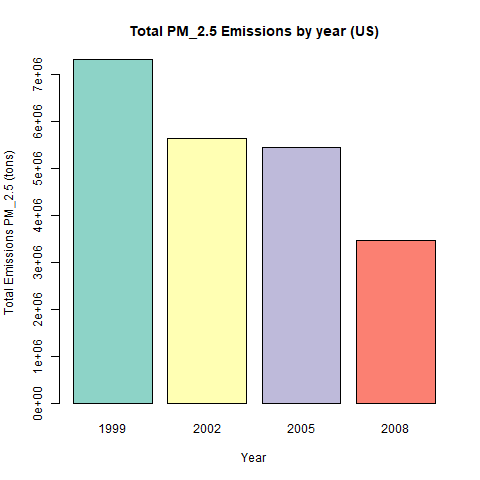 Total PM_2.5 Emissions by year (US)
Total Emissions PM_2.5 (tons)
7e+06
6e+06
5e+06
4e+06
3e+06
2e+06
1e+06
0e+00
1999 2002 2005 2008
Year